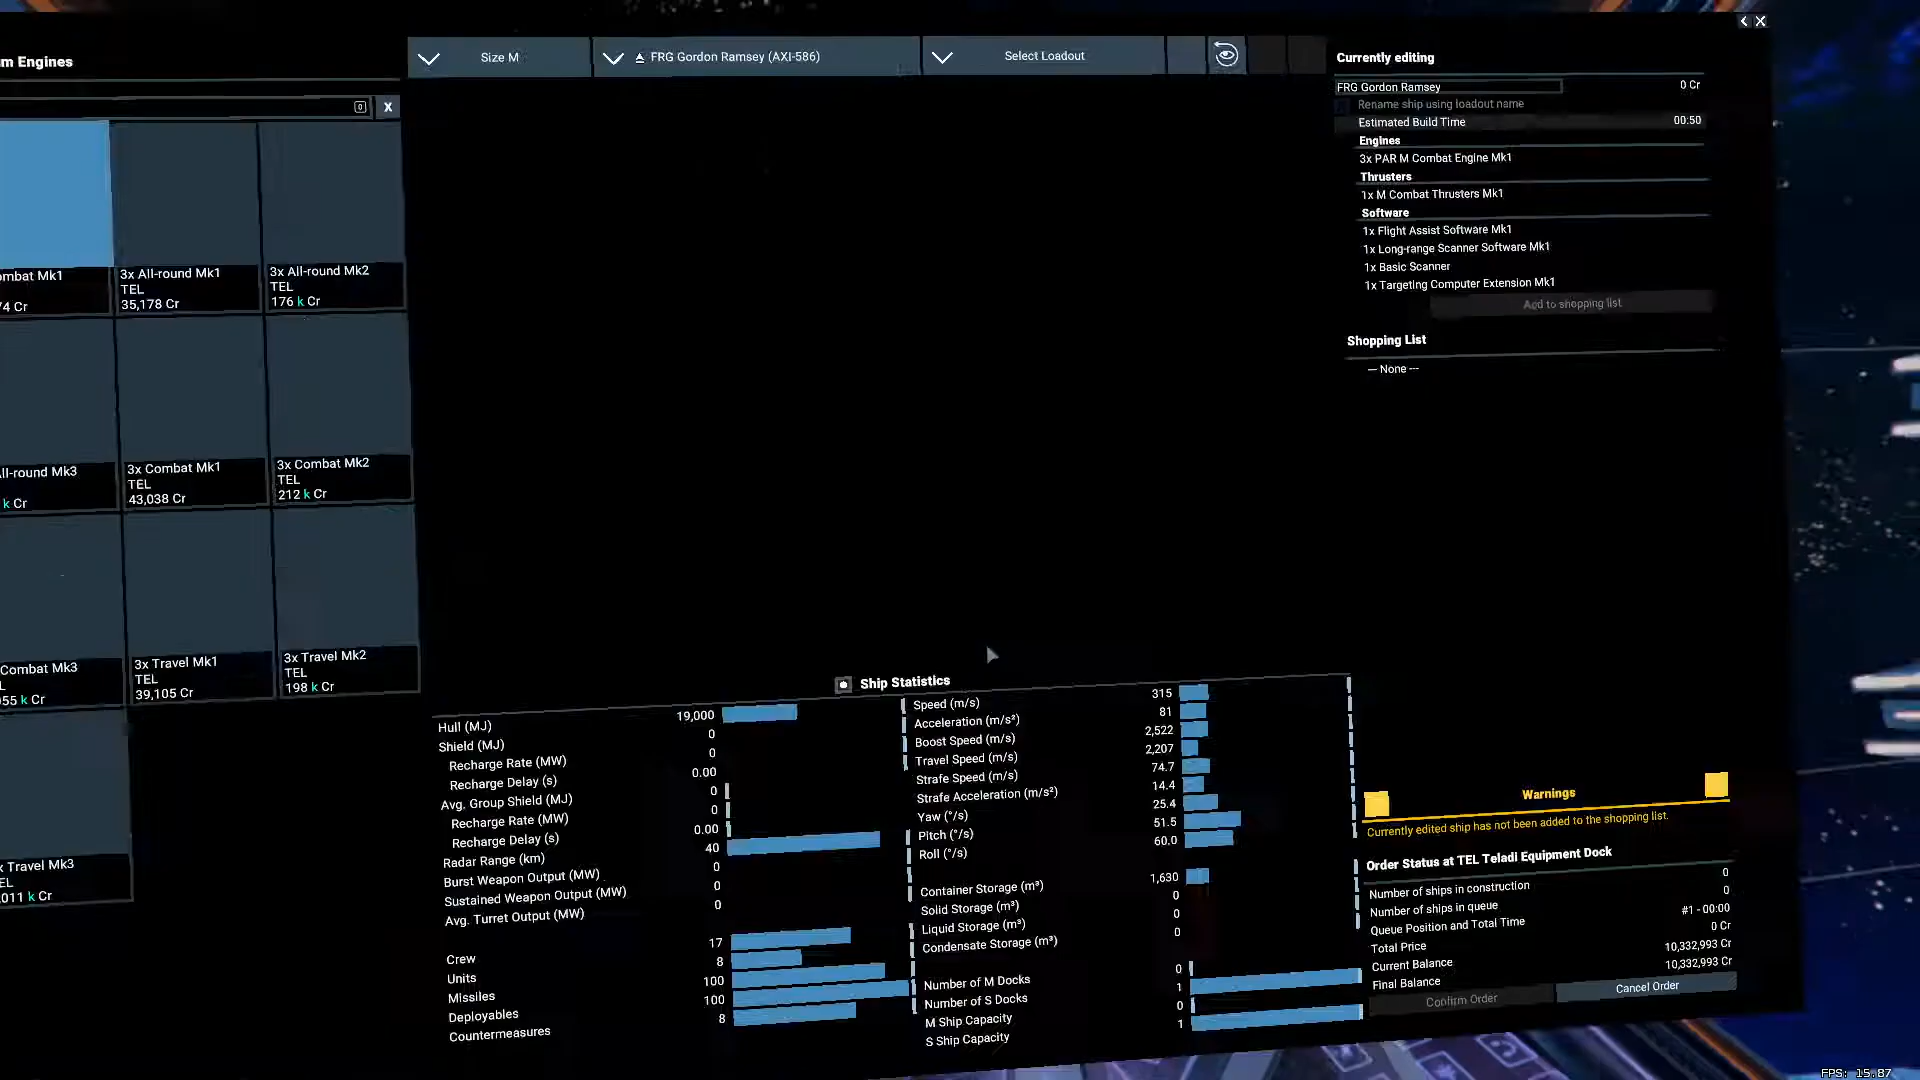 m Engines
0
X
ombat Mk1
74 Cr
3x All-round Mk1
TEL
35,178 Cr
3x All-round Mk2
TEL
176 k Cr
ll-round Mk3
k Cr
3x Combat Mk1
TEL
43,038 Cr
3x Combat Mk2
TEL
212 k Cr
Combat Mk3
L
055 k Cr
3x Travel Mk1
TEL
39,105 Cr
3x Travel Mk2
TEL
198 k Cr
x Travel Mk3
EL
011 k Cr
Size M
FRG Gordon Ramsey (AXI-586)
Select Loadout
Ship Statistics
Hull (MJ) 19,000
Shield (MJ) 0
Recharge Rate (MW) 0
Recharge Delay (s) 0.00
Avg. Group Shield (MJ) 0
Recharge Rate (MW) 0
Recharge Delay (s) 0.00
Radar Range (km) 40
Burst Weapon Output (MW) 0
Sustained Weapon Output (MW) 0
Avg. Turret Output (MW) 0
Crew 17
Units 8
Missiles 100
Deployables 100
Countermeasures 8
Speed (m/s) 315
Acceleration (m/s²) 81
Boost Speed (m/s) 2,522
Travel Speed (m/s) 2,207
Strafe Speed (m/s) 74.7
Strafe Acceleration (m/s²) 14.4
Yaw (°/s) 25.4
Pitch (°/s) 51.5
Roll (°/s) 60.0
Container Storage (m³) 1,630
Solid Storage (m³) 0
Liquid Storage (m³) 0
Condensate Storage (m³) 0
Number of M Docks 0
Number of S Docks 1
M Ship Capacity 0
S Ship Capacity 1
Currently editing
FRG Gordon Ramsey 0 Cr
Rename ship using loadout name
Estimated Build Time 00:50
Engines
3x PAR M Combat Engine Mk1
Thrusters
1x M Combat Thrusters Mk1
Software
1x Flight Assist Software Mk1
1x Long-range Scanner Software Mk1
1x Basic Scanner
1x Targeting Computer Extension Mk1
Add to shopping list
Shopping List
--- None ---
Warnings
Currently edited ship has not been added to the shopping list.
Order Status at TEL Teladi Equipment Dock
Number of ships in construction 0
Number of ships in queue 0
Queue Position and Total Time #1 - 00:00
Total Price 0 Cr
Current Balance 10,332,993 Cr
Final Balance 10,332,993 Cr
Confirm Order
Cancel Order
FPS: 15.87